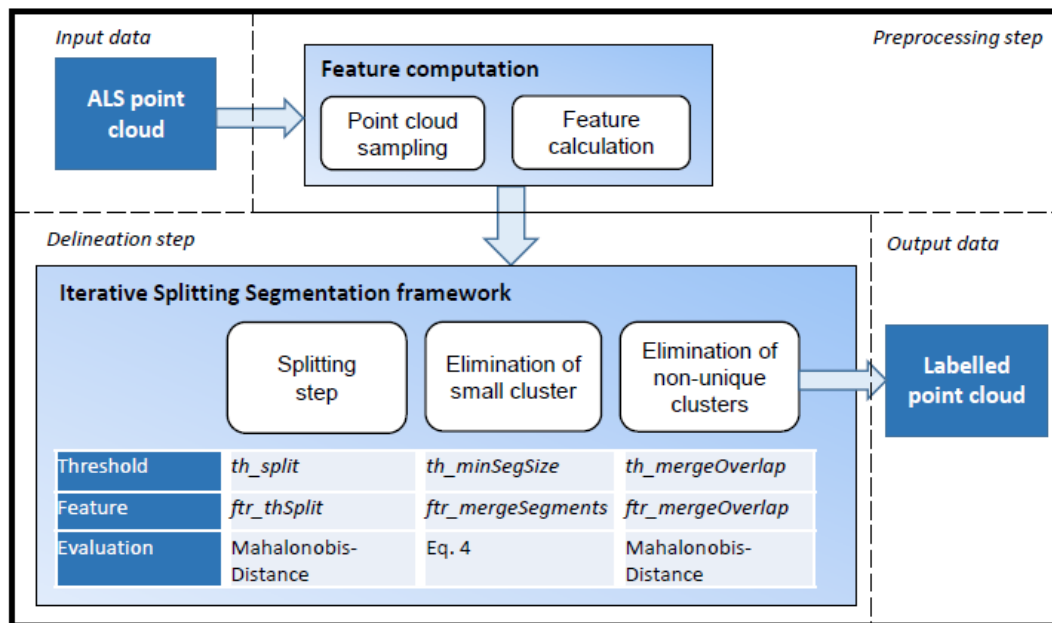 Input data
Preprocessing step
ALS point
cloud
Feature computation
Point cloud
sampling
Feature
calculation
Delineation step
Output data
Iterative Splitting Segmentation framework
Splitting
step
Elimination of
small cluster
Elimination of
non-unique
clusters
Labelled
point cloud
Threshold th_split th_minSegSize th_mergeOverlap
Feature ftr_thSplit ftr_mergeSegments ftr_mergeOverlap
Evaluation Mahalonobis- Eq. 4 Mahalonobis-
Distance Distance